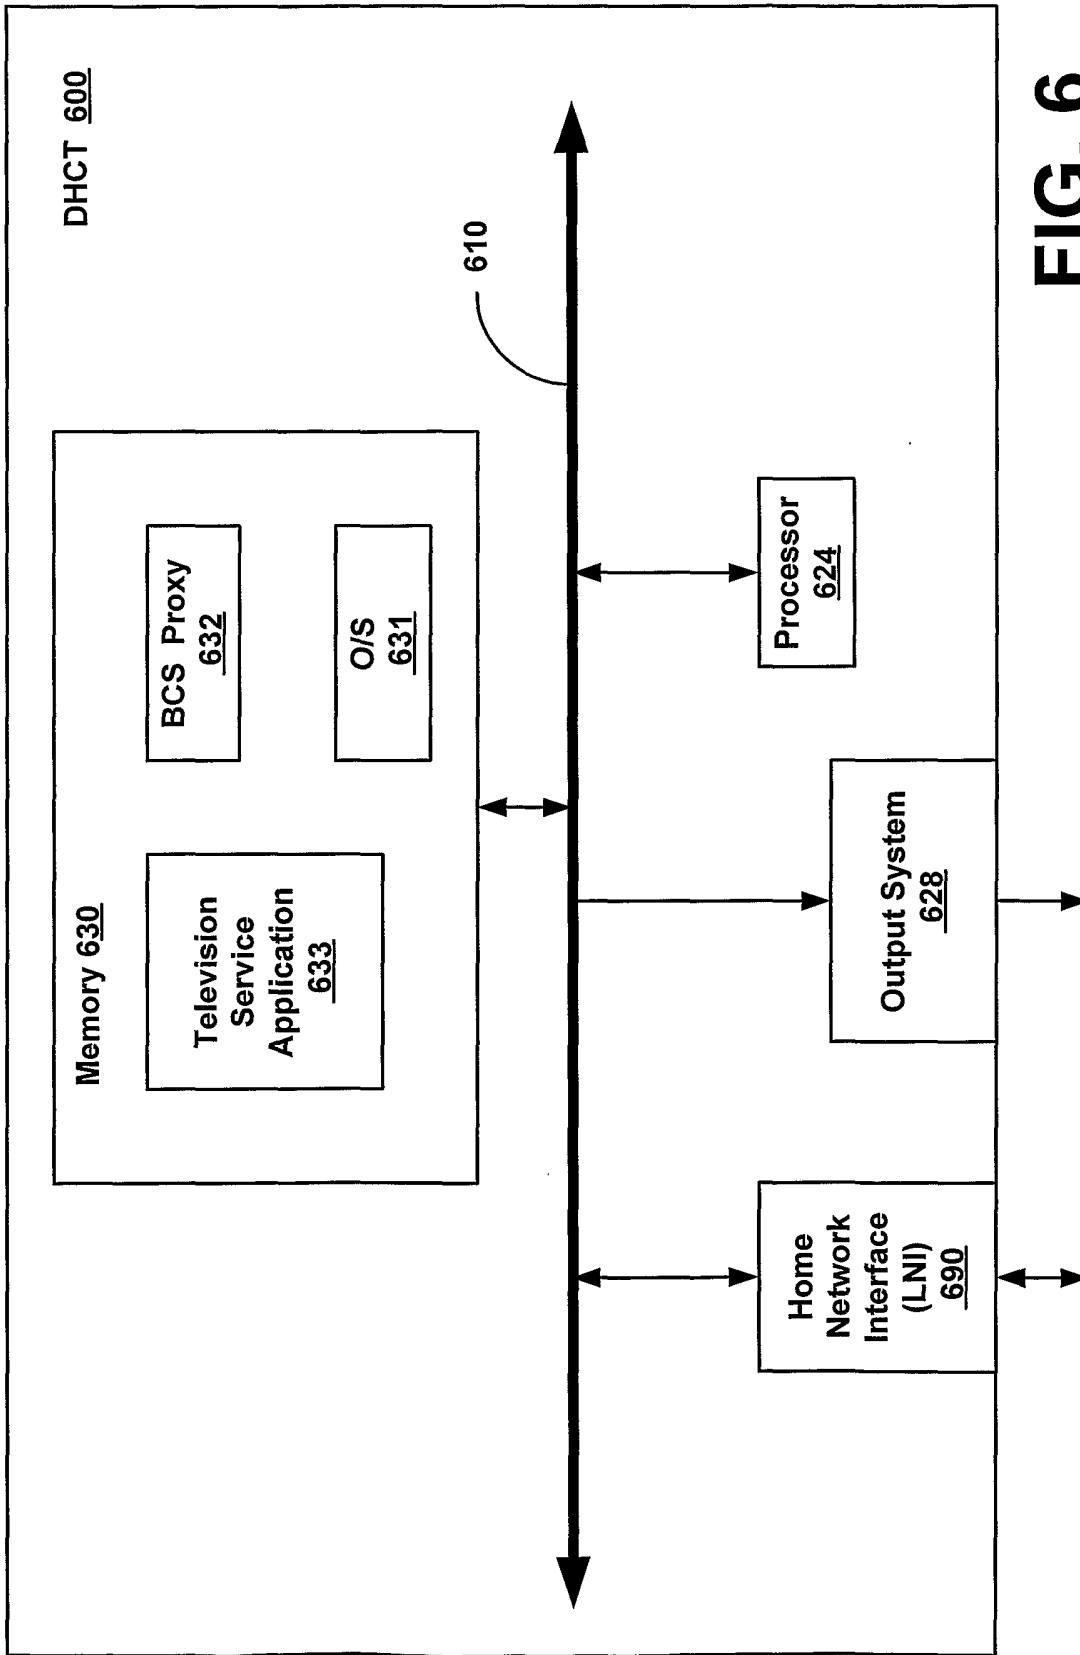 DHCT 600
Memory 630
Television
Service
Application
633
BCS Proxy
632
O/S
631
610
Home
Network
Interface
(LNI)
690
Output System
628
Processor
624
FIG. 6